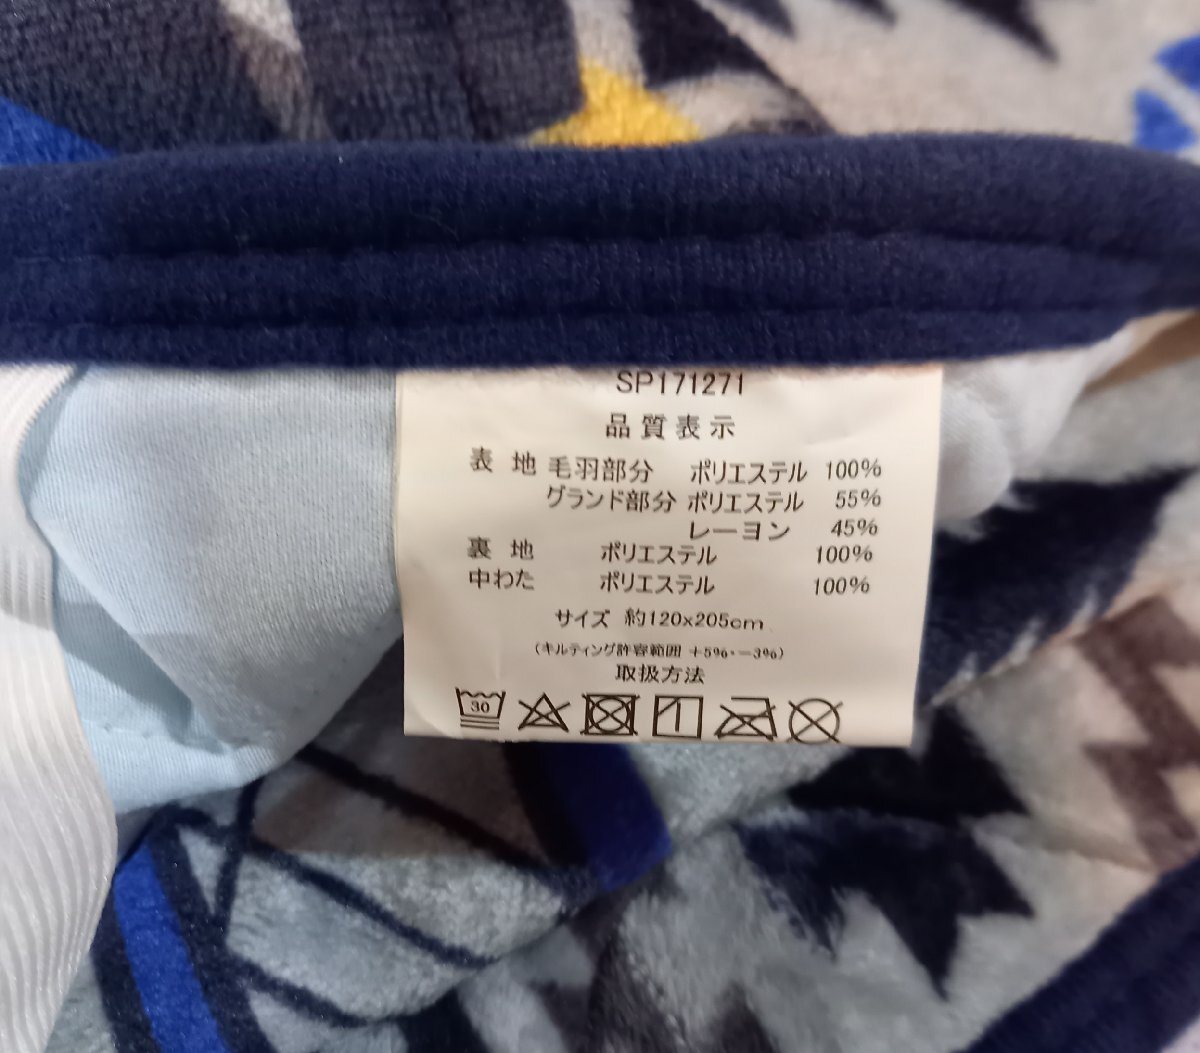 SP171271
品質表示
表 地 毛羽部分 ポリエステル 100%
グランド部分 ポリエステル 55%
レーヨン 45%
裏 地 ポリエステル 100%
中わた ポリエステル 100%
サイズ 約120x205cm
(キルティング許容範囲 +5%・-3%)
取扱方法
30